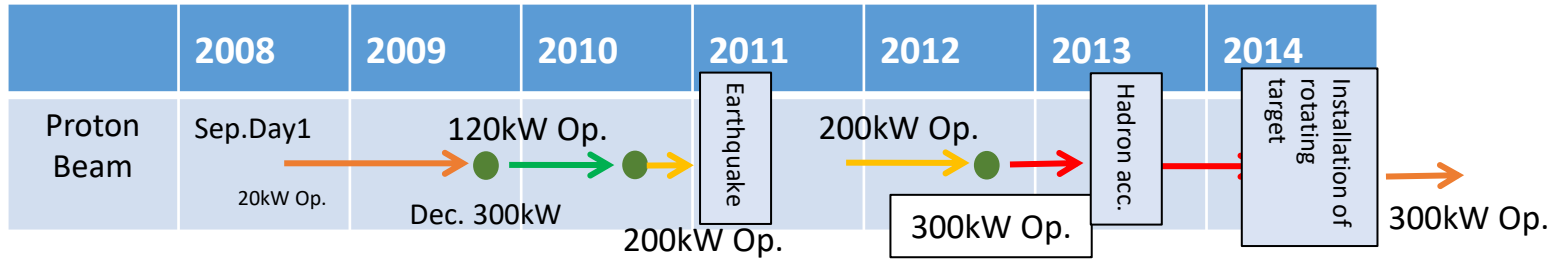 2008 2009 2010 2011 2012 2013 2014
Proton
Beam
Sep.Day1
20kW Op.
120kW Op.
Dec. 300kW
200kW Op.
Earthquake
200kW Op.
300kW Op.
Hadron acc.
Installation of
rotating
target
300kW Op.